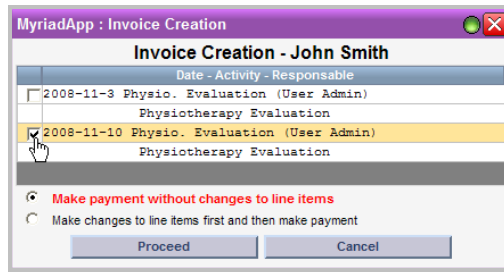 MyriadApp : Invoice Creation
Invoice Creation - John Smith
Date - Activity - Responsable
2008-11-3 Physio. Evaluation (User Admin)
Physiotherapy Evaluation
2008-11-10 Physio. Evaluation (User Admin)
Physiotherapy Evaluation
Make payment without changes to line items
Make changes to line items first and then make payment
Proceed Cancel